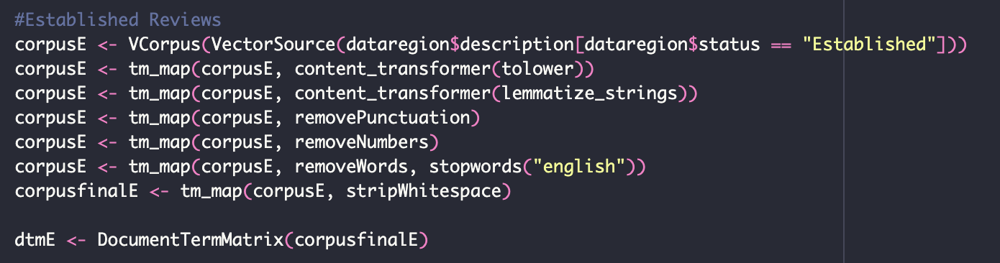 #Established Reviews
corpusE <- VCorpus(VectorSource(dataregion$description[dataregion$status == "Established"]))
corpusE <- tm_map(corpusE, content_transformer(tolower))
corpusE <- tm_map(corpusE, content_transformer(lemmatize_strings))
corpusE <- tm_map(corpusE, removePunctuation)
corpusE <- tm_map(corpusE, removeNumbers)
corpusE <- tm_map(corpusE, removeWords, stopwords("english"))
corpusfinalE <- tm_map(corpusE, stripWhitespace)
dtmE <- DocumentTermMatrix(corpusfinalE)